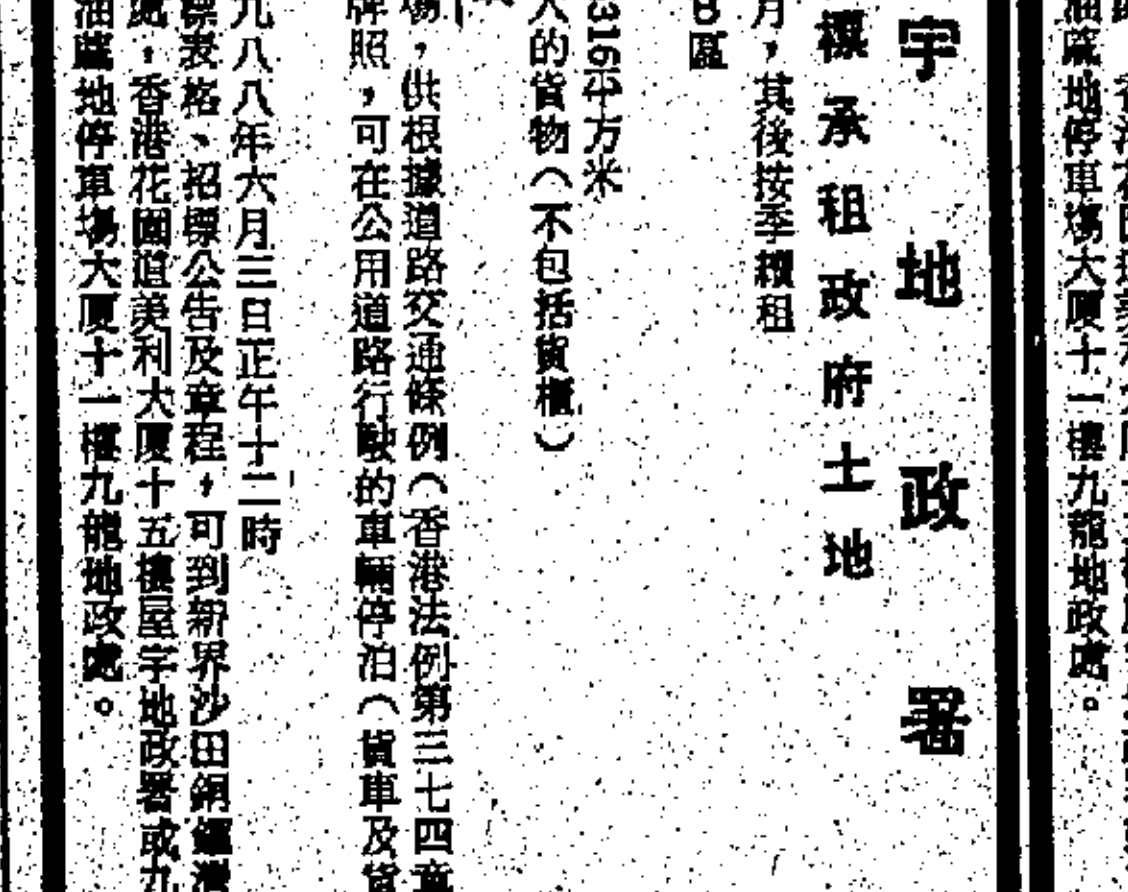 宇地政署
標承租政府土地
月，其後按季續租
B區
316平方米
的貨物（不包括貨櫃）
場，供根據道路交通條例（香港法例第三七四章
牌照，可在公用道路行駛的車輛停泊（貨車及貨
九八八年六月三日正午十二時
標表格、招標公告及章程，可到新界沙田網鑼灣
處，香港花園道美利大廈十五樓屋宇地政署或九
油蔴地停車場大廈十一樓九龍地政處。